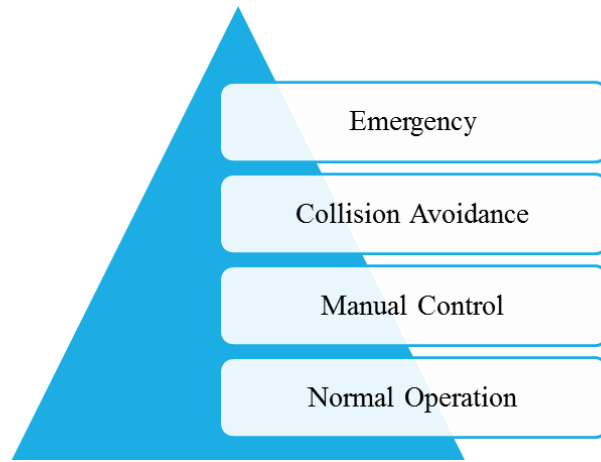 Emergency
Collision Avoidance
Manual Control
Normal Operation